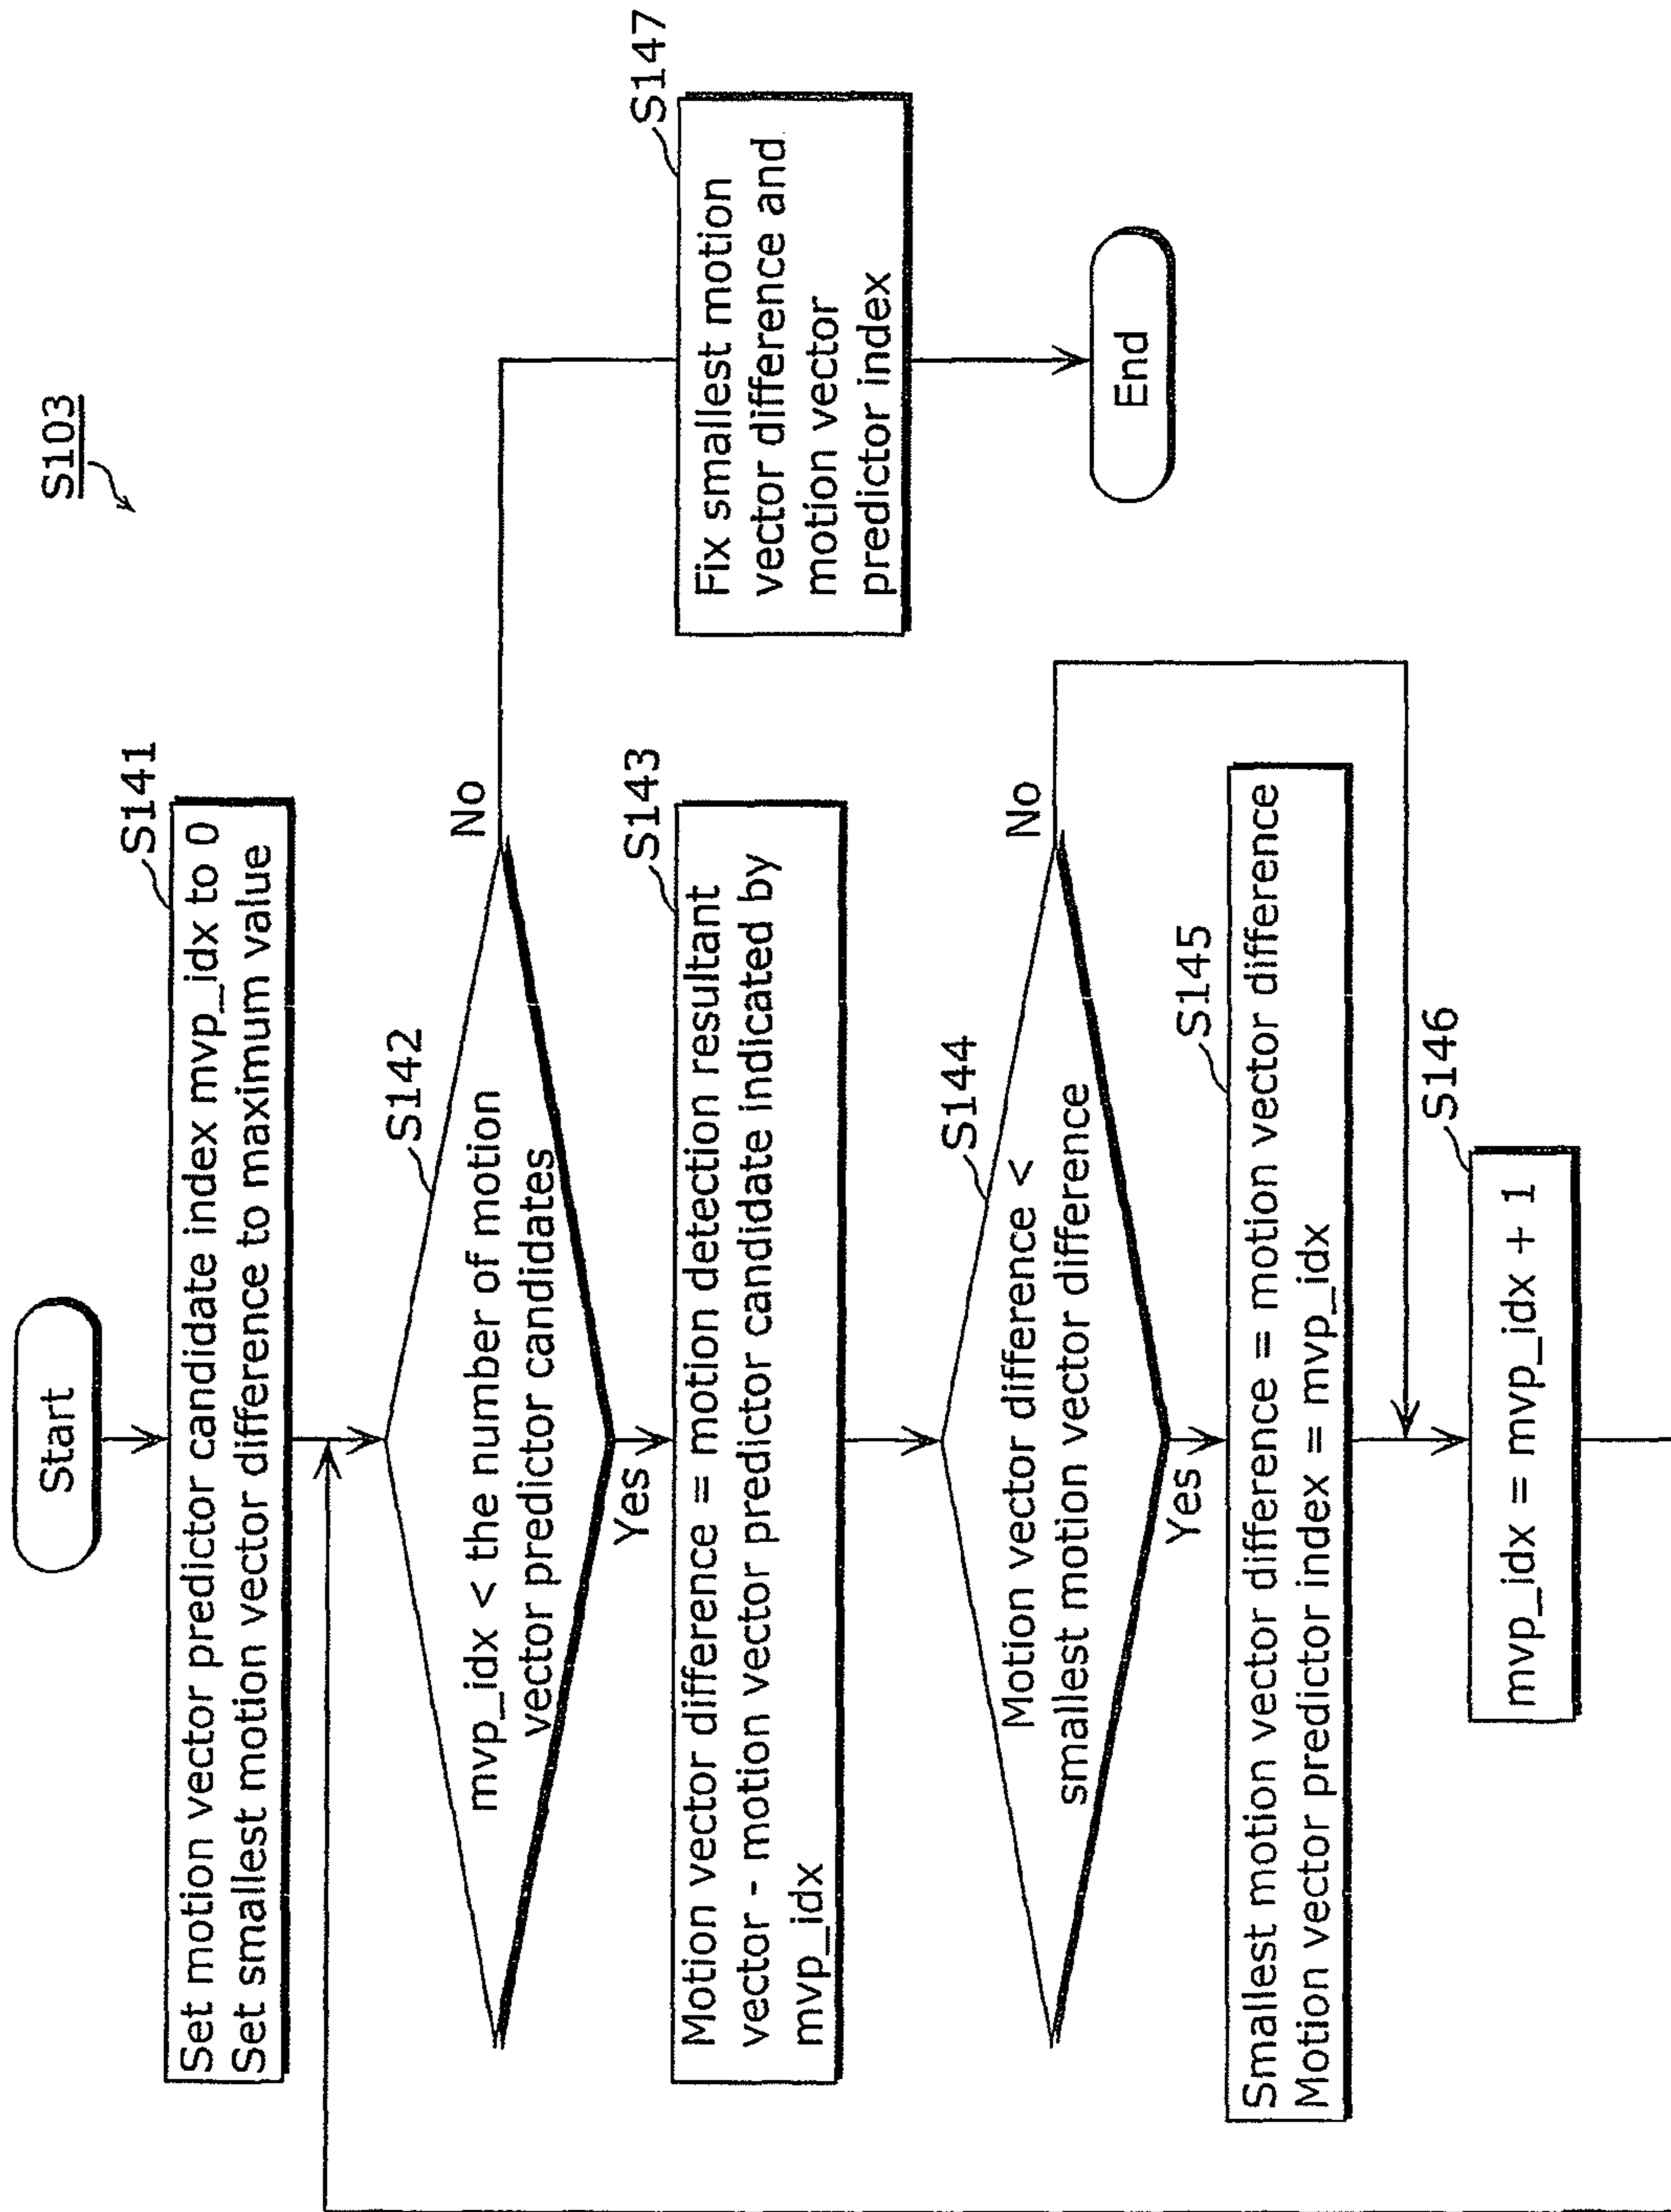 S103
Start
S141
Set motion vector predictor candidate index mvp_idx to 0
Set smallest motion vector difference to maximum value
S142
mvp_idx < the number of motion
vector predictor candidates
No
Yes
S143
Motion vector difference = motion detection resultant
vector - motion vector predictor candidate indicated by
mvp_idx
S144
Motion vector difference <
smallest motion vector difference
No
Yes
S145
Smallest motion vector difference = motion vector difference
Motion vector predictor index = mvp_idx
S146
mvp_idx = mvp_idx + 1
S147
Fix smallest motion
vector difference and
motion vector
predictor index
End